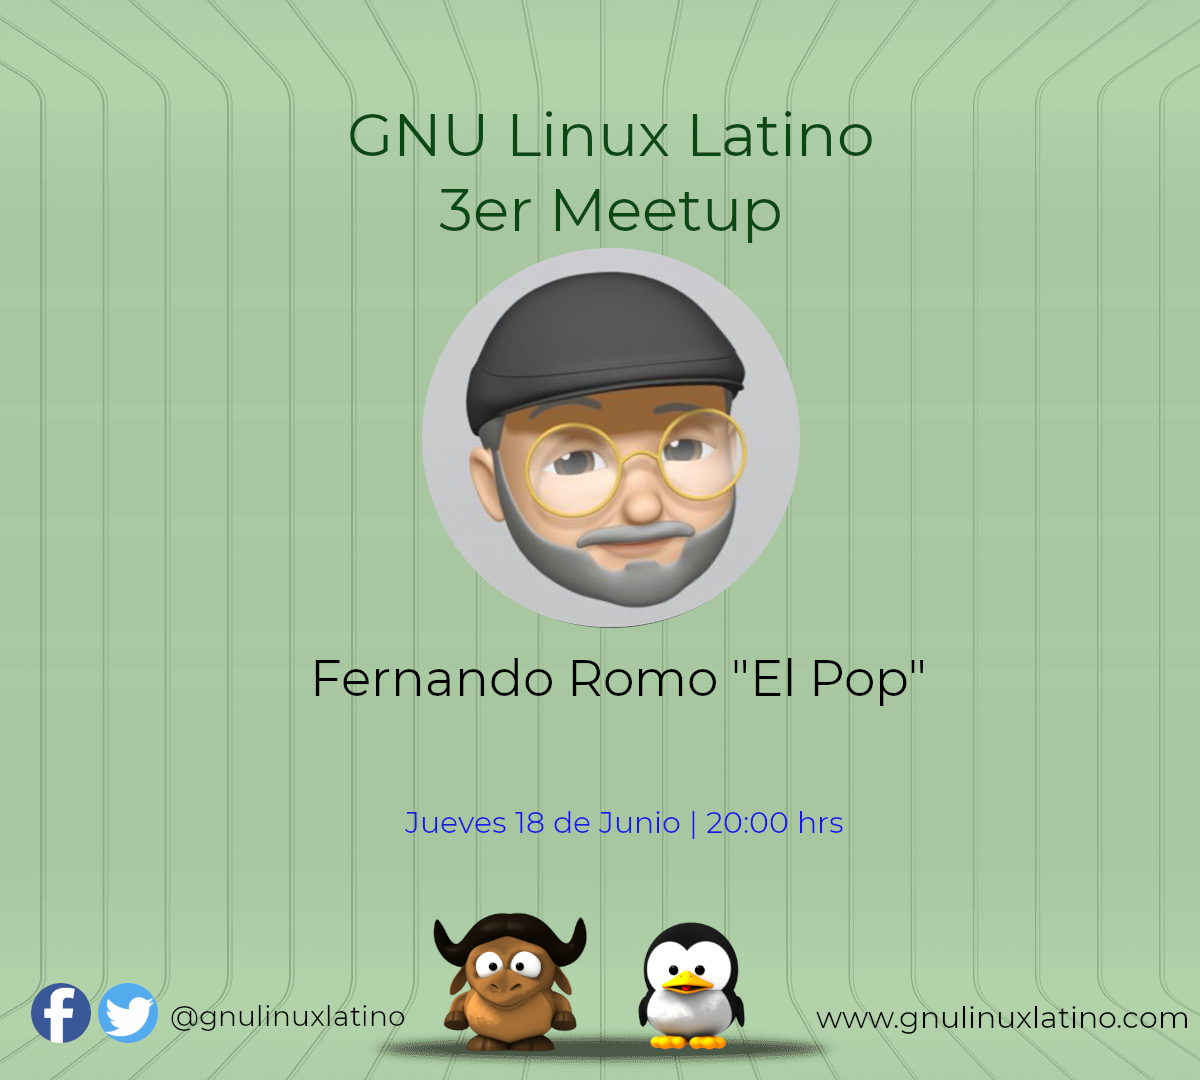 GNU Linux Latino
3er Meetup
Fernando Romo "El Pop"
Jueves 18 de Junio | 20:00 hrs
@gnulinuxlatino
www.gnulinuxlatino.com